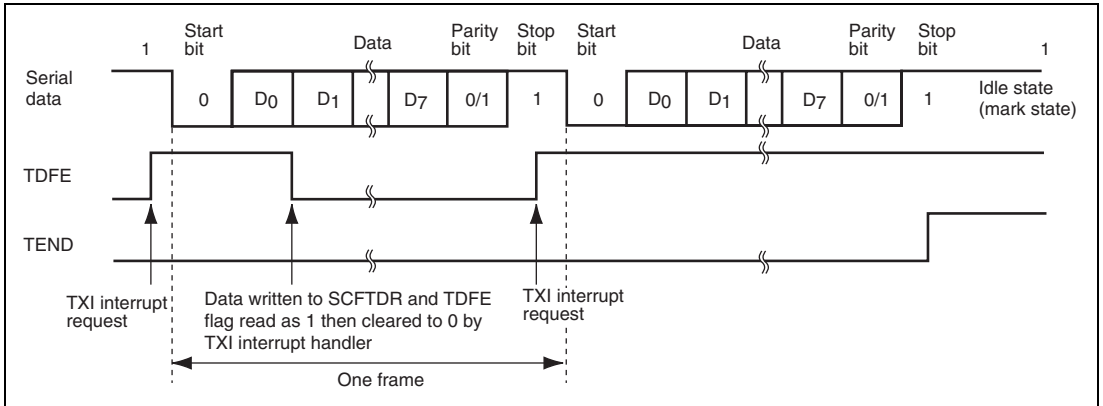 1 Start bit Data Parity bit Stop bit Start bit Data Parity bit Stop bit 1
Serial data
0 D0 D1 D7 0/1 1 0 D0 D1 D7 0/1 1
Idle state (mark state)
TDFE
TEND
TXI interrupt request
Data written to SCFTDR and TDFE
flag read as 1 then cleared to 0 by
TXI interrupt handler
TXI interrupt request
One frame